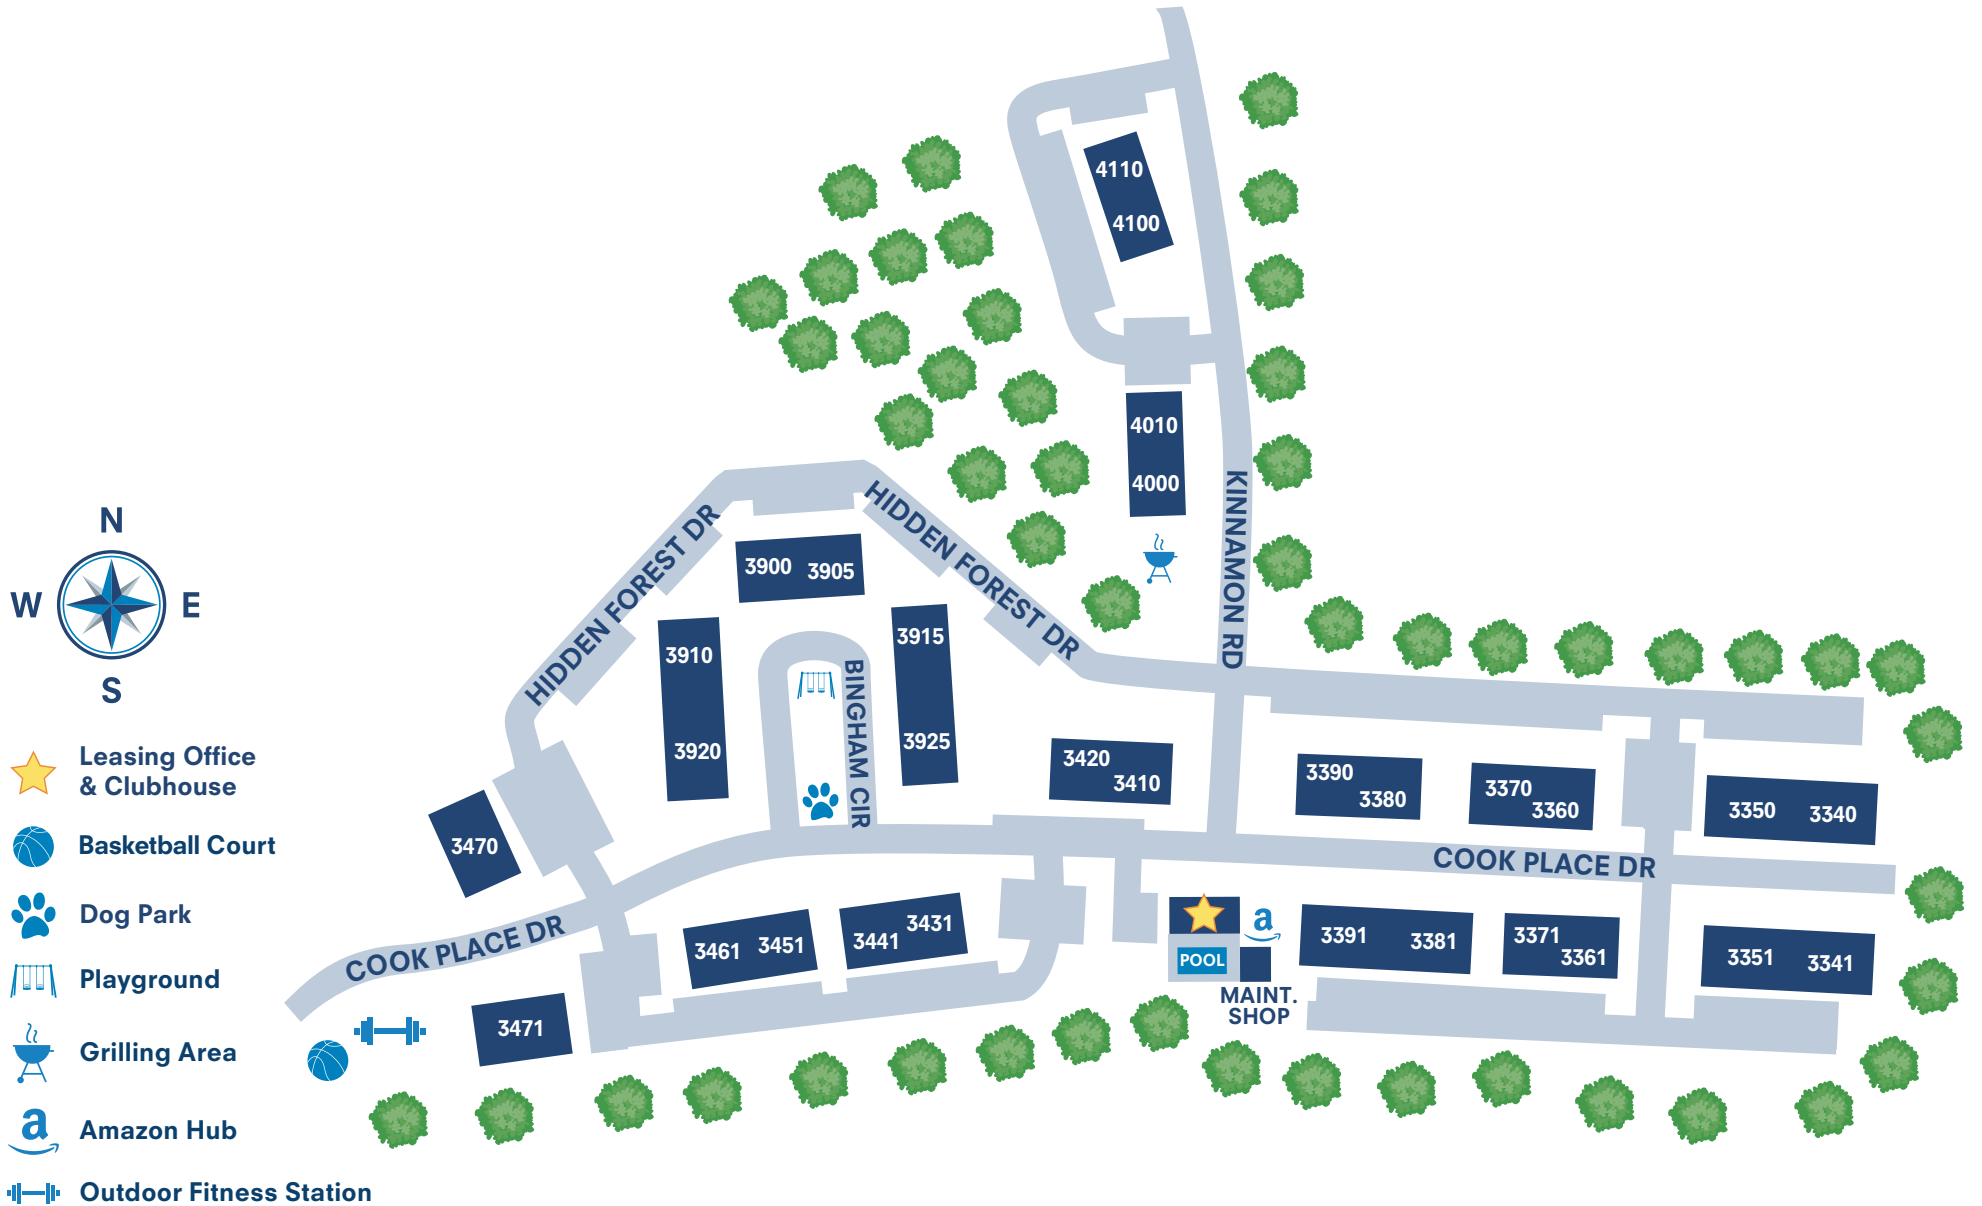 4110
4100
4010
4000
KINNAMON RD
HIDDEN FOREST DR
HIDDEN FOREST DR
N
W
E
S
3900 3905
3910
3920
3915
3925
BINGHAM CIR
3420
3410
3390
3380
3370
3360
3350 3340
3470
COOK PLACE DR
COOK PLACE DR
3461 3451
3441 3431
3471
a
POOL
MAINT.
SHOP
3391 3381
3371
3361
3351 3341
Leasing Office
& Clubhouse
Basketball Court
Dog Park
Playground
Grilling Area
a
Amazon Hub
Outdoor Fitness Station